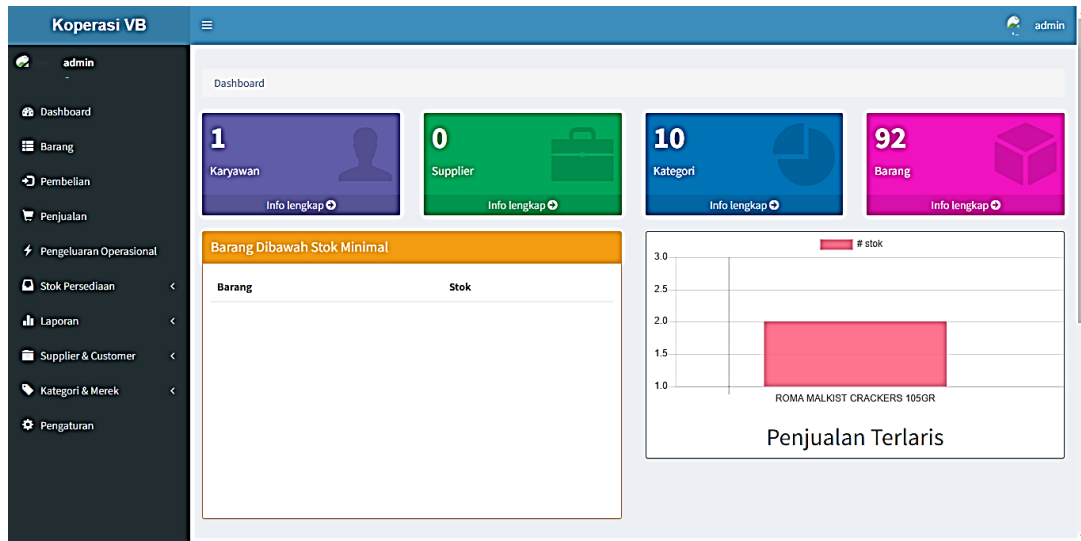 Koperasi VB
admin
admin
Dashboard
Barang
Pembelian
Penjualan
Pengeluaran Operasional
Stok Persediaan
Laporan
Supplier & Customer
Kategori & Merek
Pengaturan
Dashboard
1
Karyawan
Info lengkap
0
Supplier
Info lengkap
10
Kategori
Info lengkap
92
Barang
Info lengkap
Barang Dibawah Stok Minimal
Barang Stok
# stok
3.0
2.5
2.0
1.5
1.0
ROMA MALKIST CRACKERS 105GR
Penjualan Terlaris